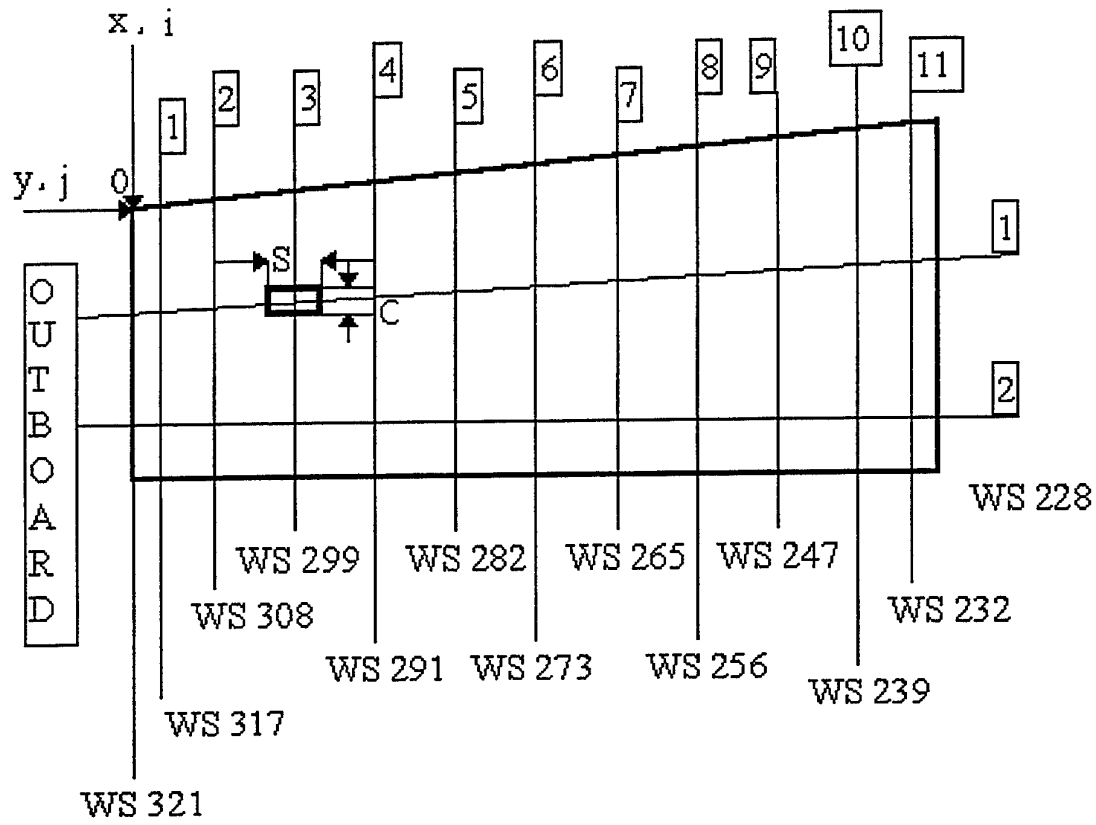 x, i
1
2
3
4
5
6
7
8
9
10
11
y, j
0
S
C
1
2
OUTBOARD
WS 228
WS 299
WS 282
WS 265
WS 247
WS 308
WS 232
WS 291
WS 273
WS 256
WS 239
WS 317
WS 321